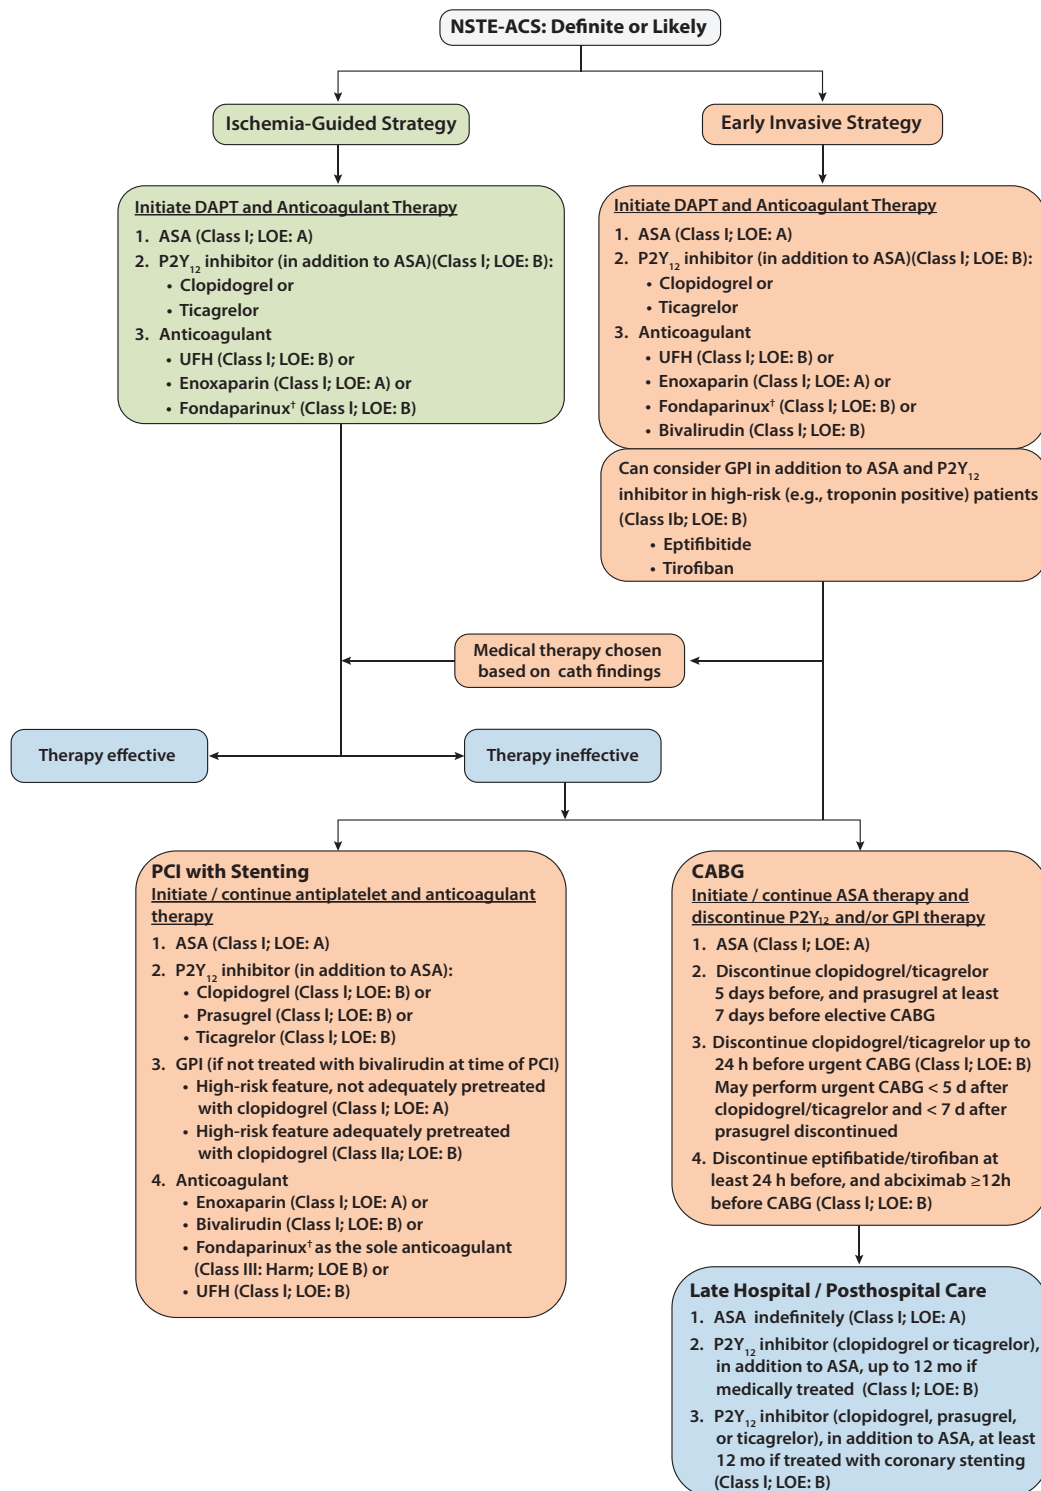 NSTE-ACS: Definite or Likely
Ischemia-Guided Strategy
Early Invasive Strategy
Initiate DAPT and Anticoagulant Therapy
1. ASA (Class I; LOE: A)
2. P2Y12 inhibitor (in addition to ASA)(Class I; LOE: B):
• Clopidogrel or
• Ticagrelor
3. Anticoagulant
• UFH (Class I; LOE: B) or
• Enoxaparin (Class I; LOE: A) or
• Fondaparinux† (Class I; LOE: B)
Initiate DAPT and Anticoagulant Therapy
1. ASA (Class I; LOE: A)
2. P2Y12 inhibitor (in addition to ASA)(Class I; LOE: B):
• Clopidogrel or
• Ticagrelor
3. Anticoagulant
• UFH (Class I; LOE: B) or
• Enoxaparin (Class I; LOE: A) or
• Fondaparinux† (Class I; LOE: B) or
• Bivalirudin (Class I; LOE: B)
Can consider GPI in addition to ASA and P2Y12
inhibitor in high-risk (e.g., troponin positive) patients
(Class Ib; LOE: B)
• Eptifibitide
• Tirofiban
Medical therapy chosen
based on cath findings
Therapy effective
Therapy ineffective
PCI with Stenting
Initiate / continue antiplatelet and anticoagulant
therapy
1. ASA (Class I; LOE: A)
2. P2Y12 inhibitor (in addition to ASA):
• Clopidogrel (Class I; LOE: B) or
• Prasugrel (Class I; LOE: B) or
• Ticagrelor (Class I; LOE: B)
3. GPI (if not treated with bivalirudin at time of PCI)
• High-risk feature, not adequately pretreated
with clopidogrel (Class I; LOE: A)
• High-risk feature adequately pretreated
with clopidogrel (Class IIa; LOE: B)
4. Anticoagulant
• Enoxaparin (Class I; LOE: A) or
• Bivalirudin (Class I; LOE: B) or
• Fondaparinux† as the sole anticoagulant
(Class III: Harm; LOE B) or
• UFH (Class I; LOE: B)
CABG
Initiate / continue ASA therapy and
discontinue P2Y12 and/or GPI therapy
1. ASA (Class I; LOE: A)
2. Discontinue clopidogrel/ticagrelor
5 days before, and prasugrel at least
7 days before elective CABG
3. Discontinue clopidogrel/ticagrelor up to
24 h before urgent CABG (Class I; LOE: B)
May perform urgent CABG < 5 d after
clopidogrel/ticagrelor and < 7 d after
prasugrel discontinued
4. Discontinue eptifibatide/tirofiban at
least 24 h before, and abciximab ≥12h
before CABG (Class I; LOE: B)
Late Hospital / Posthospital Care
1. ASA indefinitely (Class I; LOE: A)
2. P2Y12 inhibitor (clopidogrel or ticagrelor),
in addition to ASA, up to 12 mo if
medically treated (Class I; LOE: B)
3. P2Y12 inhibitor (clopidogrel, prasugrel,
or ticagrelor), in addition to ASA, at least
12 mo if treated with coronary stenting
(Class I; LOE: B)